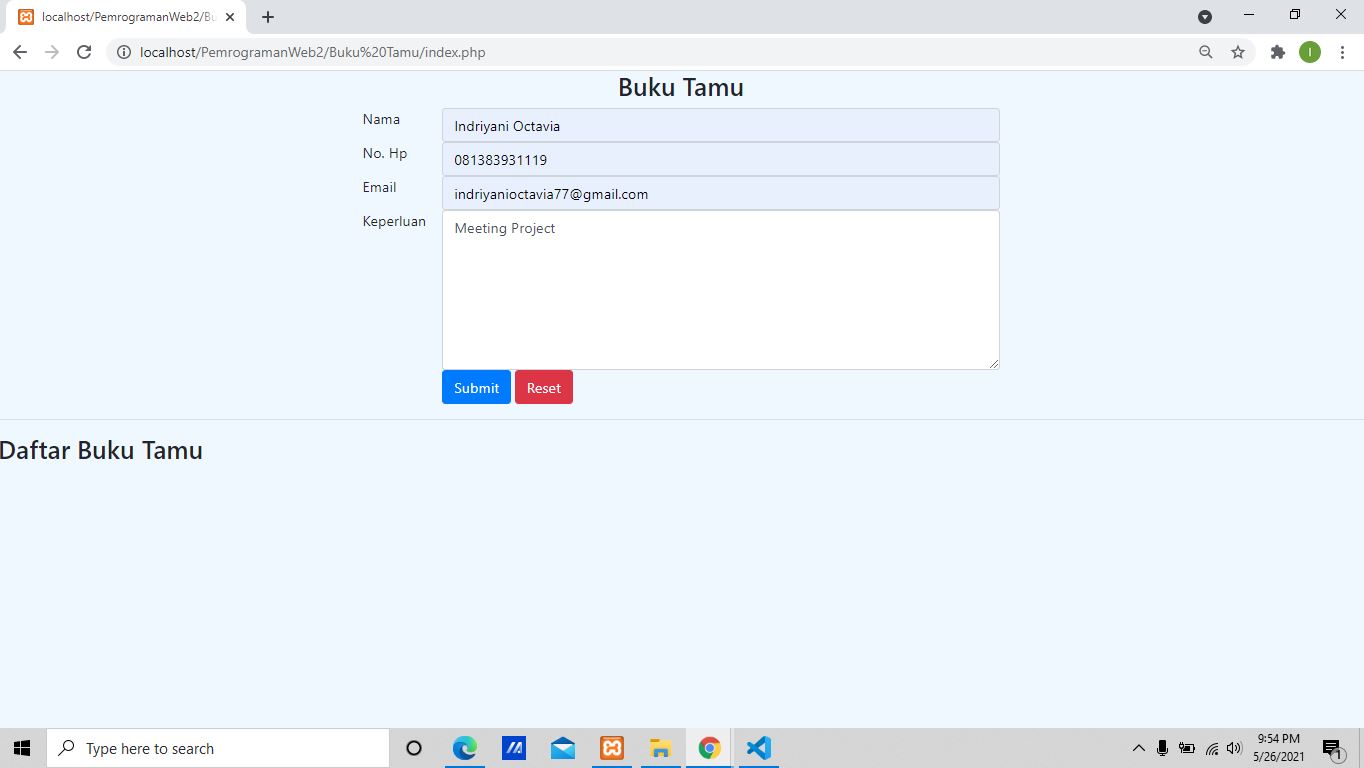 localhost/PemrogramanWeb2/Bu
localhost/PemrogramanWeb2/Buku%20Tamu/index.php
I
Buku Tamu
Nama
Indriyani Octavia
No. Hp
081383931119
Email
indriyanioctavia77@gmail.com
Keperluan
Meeting Project
Submit Reset
Daftar Buku Tamu
Type here to search
9:54 PM
5/26/2021
1